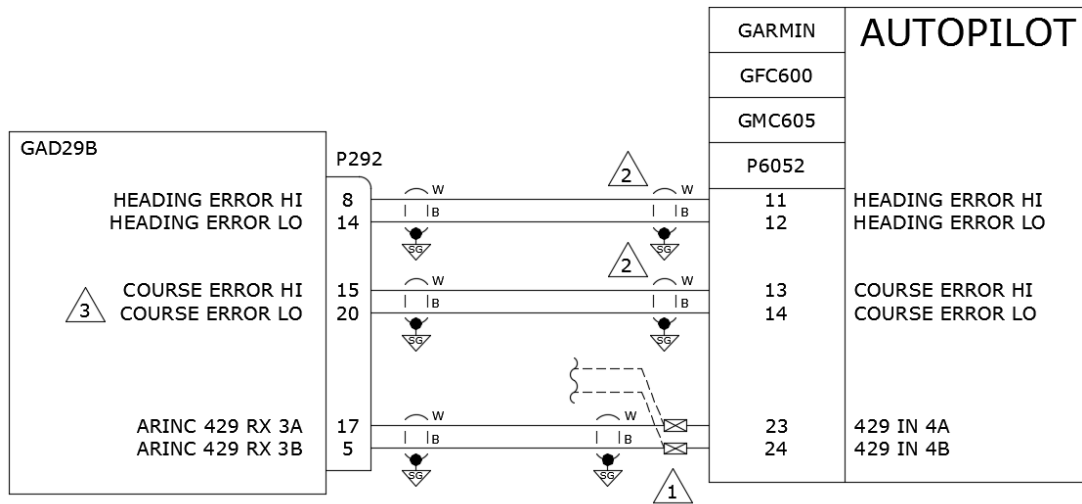 GARMIN AUTOPILOT
GFC600
GMC605
P6052
GAD29B
P292
2
HEADING ERROR HI 8 W 11 HEADING ERROR HI
HEADING ERROR LO 14 B B 12 HEADING ERROR LO
W
SG SG
2
COURSE ERROR HI 15 W W 13 COURSE ERROR HI
3 COURSE ERROR LO 20 B B 14 COURSE ERROR LO
SG SG
ARINC 429 RX 3A 17 W W 23 429 IN 4A
ARINC 429 RX 3B 5 B B 24 429 IN 4B
SG SG
1